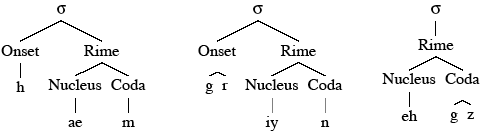 σ σ σ
Onset Rime Onset Rime Rime
h Nucleus Coda g r Nucleus Coda Nucleus Coda
ae m iy n eh g z